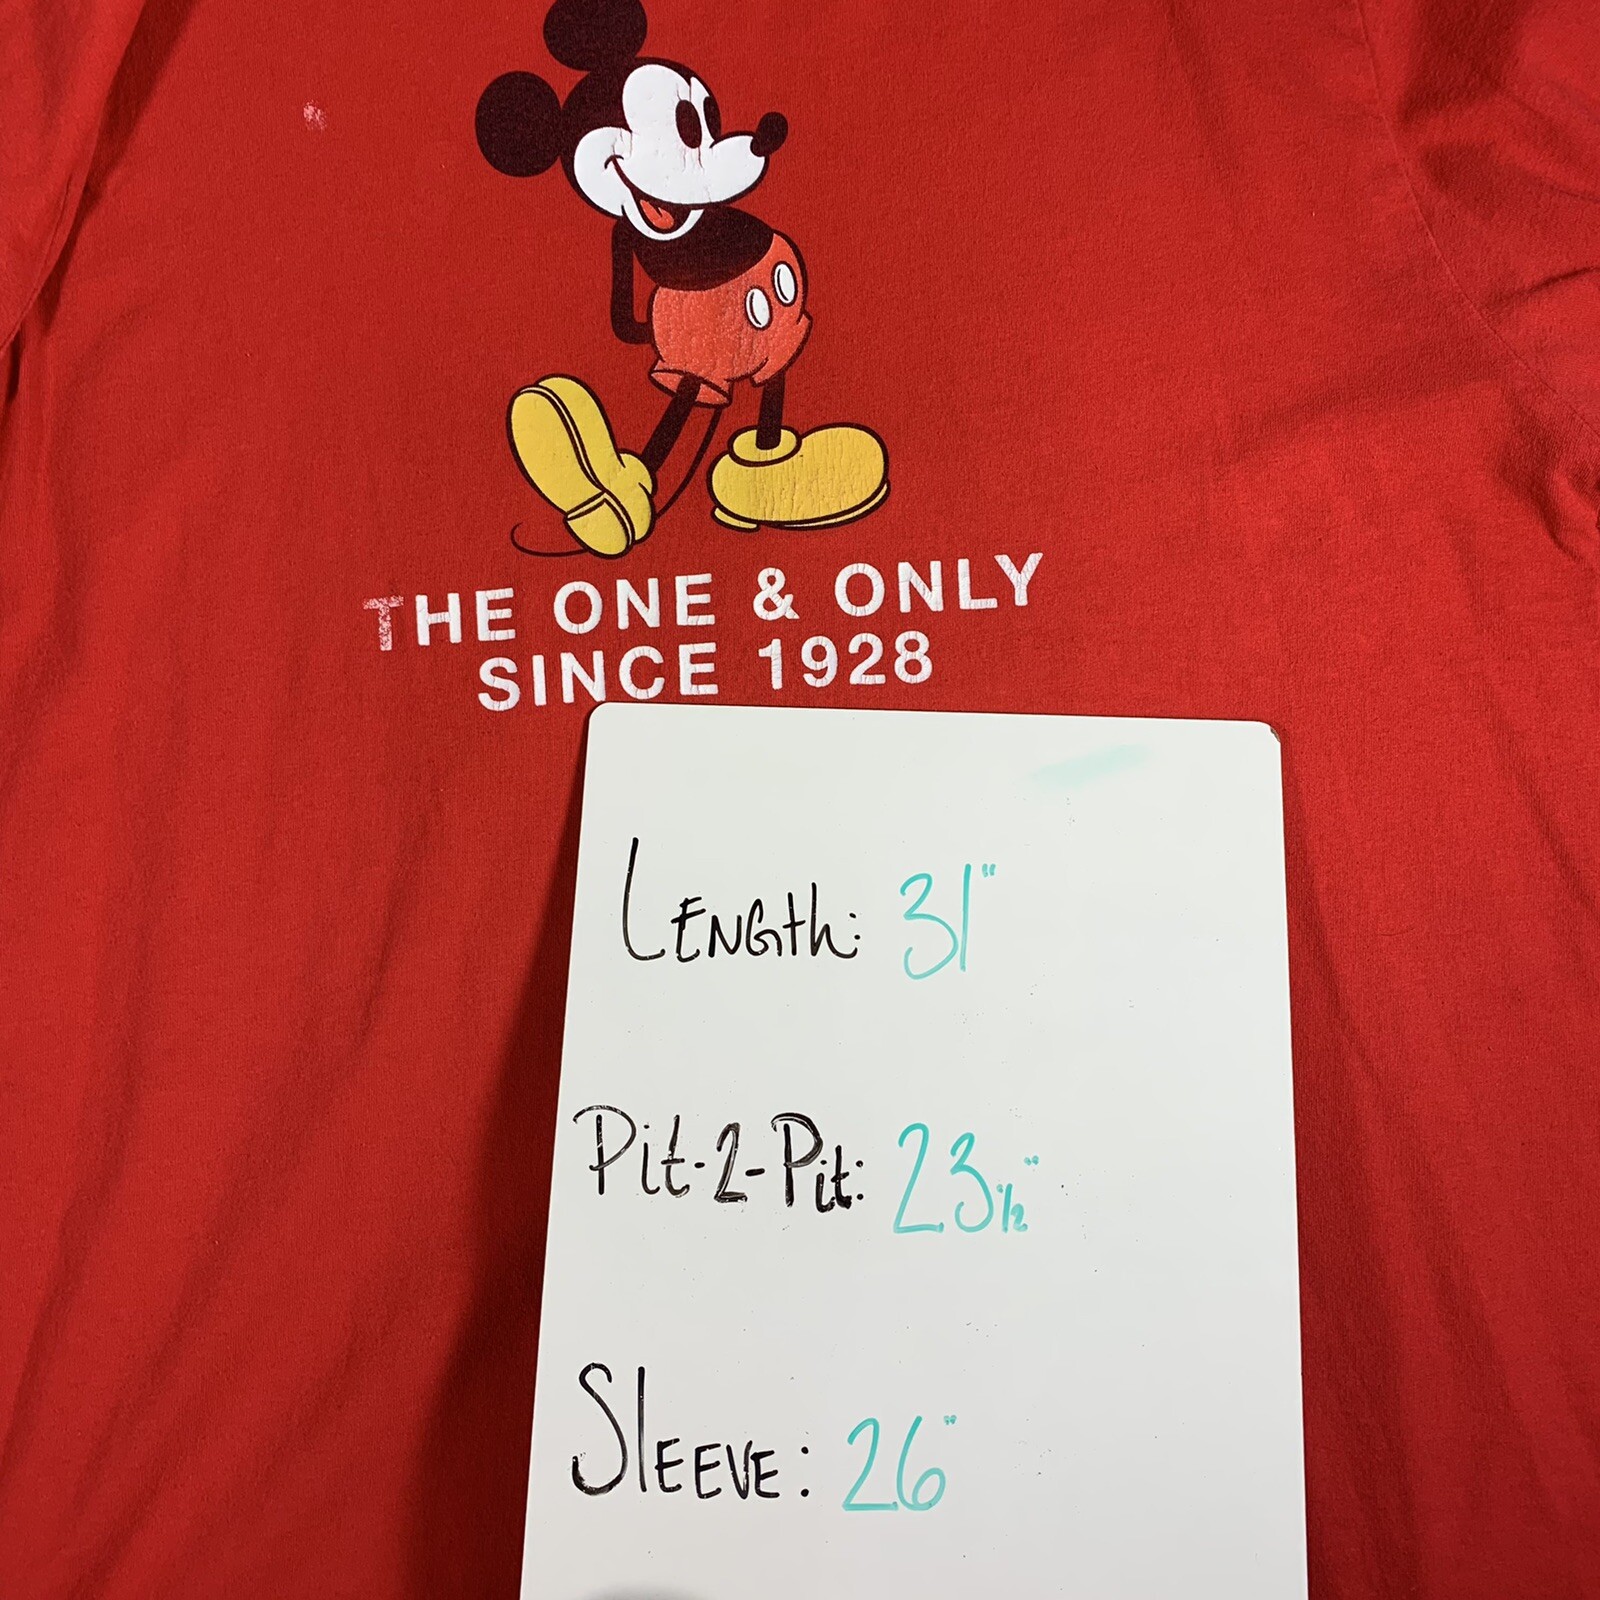 THE ONE & ONLY
SINCE 1928
LENGth: 31"
Pit-2-Pit: 23 1/2"
SLEEVE: 26"